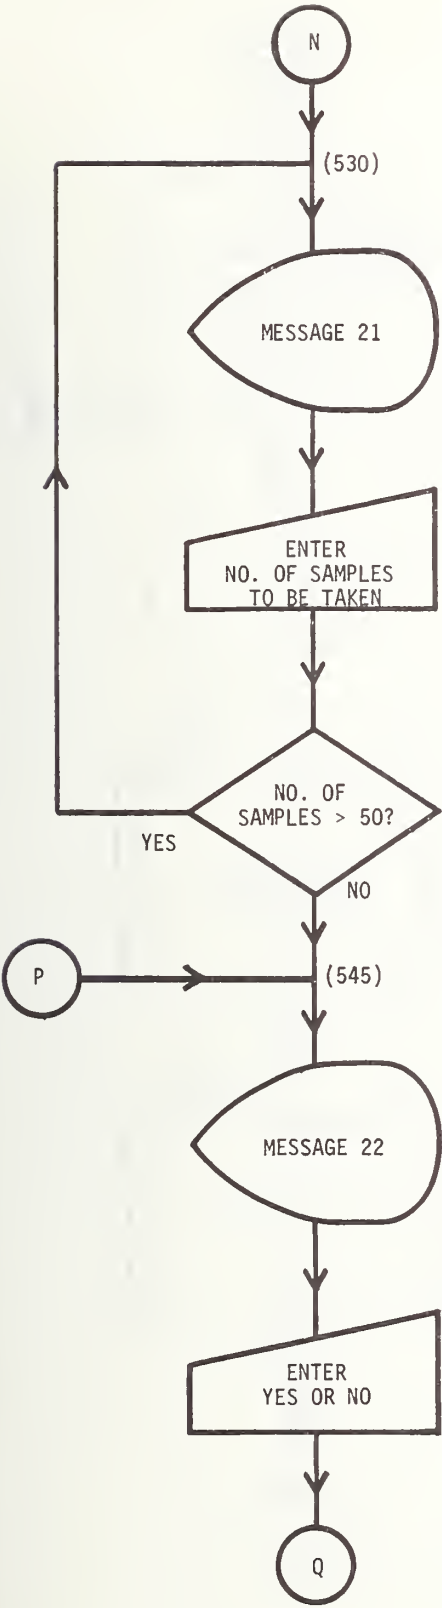 N
(530)
MESSAGE 21
ENTER
NO. OF SAMPLES
TO BE TAKEN
NO. OF
SAMPLES > 50?
YES
NO
P
(545)
MESSAGE 22
ENTER
YES OR NO
Q